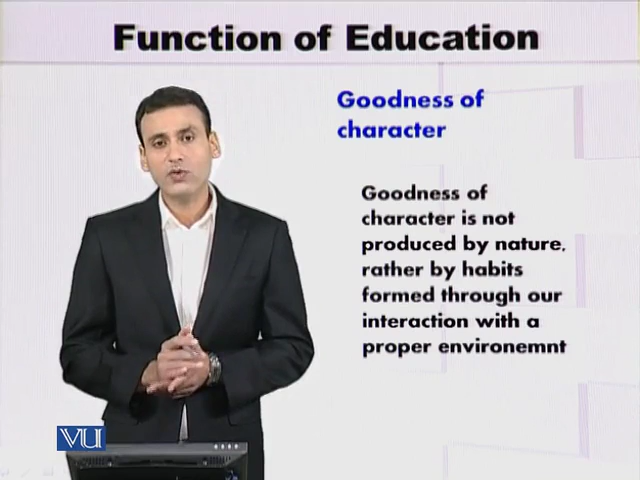 Function of Education
Goodness of
character
Goodness of
character is not
produced by nature,
rather by habits
formed through our
interaction with a
proper environemnt
VU